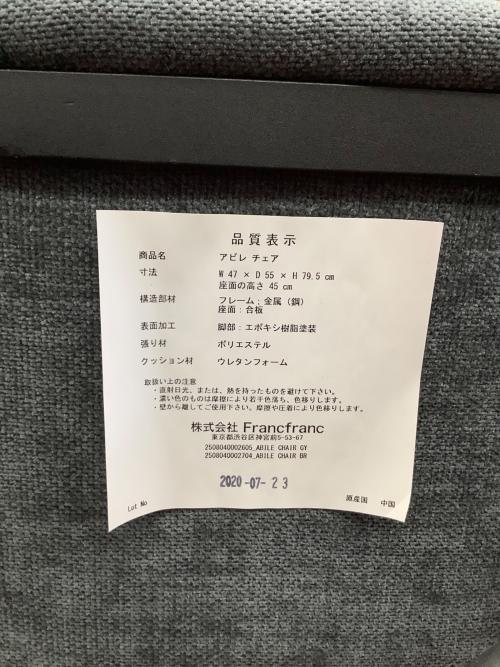 品質表示
商品名 アビレ チェア
寸法 W 47 × D 55 × H 79.5 cm
座面の高さ 45 cm
構造部材 フレーム:金属(鋼)
座面:合板
表面加工 脚部:エポキシ樹脂塗装
張り材 ポリエステル
クッション材 ウレタンフォーム
取扱い上の注意
・直射日光、または、熱を持ったものを避けて下さい。
・濃い色のものは摩擦により若干色落ち、色移りします。
・壁から離してご使用下さい。摩擦や圧着により色移りします。
株式会社 Francfranc
東京都渋谷区神宮前5-53-67
2508040002605_ABILE CHAIR GY
2508040002704_ABILE CHAIR BR
2020-07-23
Lot No 原産国 中国